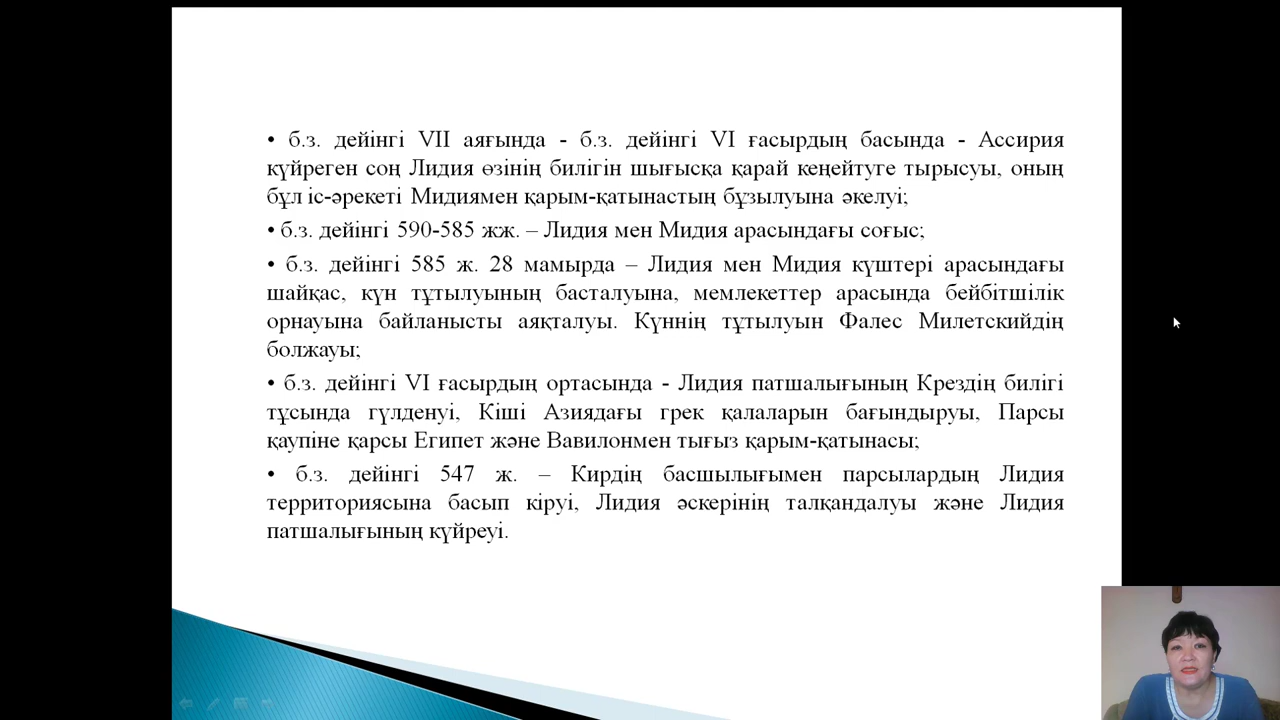 • б.з. дейінгі VII аяғында - б.з. дейінгі VI ғасырдың басында - Ассирия
күйреген соң Лидия өзінің билігін шығысқа қарай кеңейтуге тырысуы, оның
бұл іс-әрекеті Мидиямен қарым-қатынастың бұзылуына әкелуі;
• б.з. дейінгі 590-585 жж. – Лидия мен Мидия арасындағы соғыс;
• б.з. дейінгі 585 ж. 28 мамырда – Лидия мен Мидия күштері арасындағы
шайқас, күн тұтылуының басталуына, мемлекеттер арасында бейбітшілік
орнауына байланысты аяқталуы. Күннің тұтылуын Фалес Милетскийдің
болжауы;
• б.з. дейінгі VI ғасырдың ортасында - Лидия патшалығының Крездің билігі
тұсында гүлденуі, Кіші Азиядағы грек қалаларын бағындыруы, Парсы
қаупіне қарсы Египет және Вавилонмен тығыз қарым-қатынасы;
• б.з. дейінгі 547 ж. – Кирдің басшылығымен парсылардың Лидия
территориясына басып кіруі, Лидия әскерінің талқандалуы және Лидия
патшалығының күйреуі.